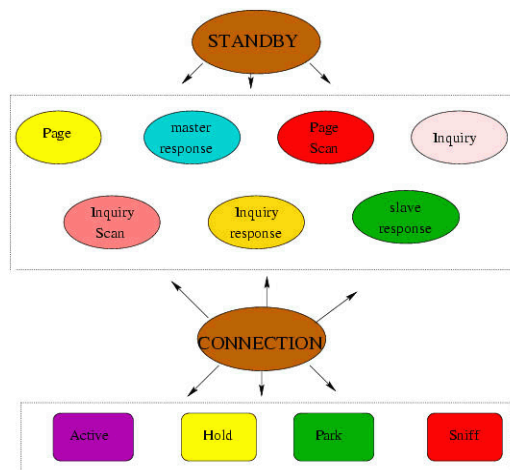 STANDBY
Page
master
response
Page
Scan
Inquiry
Inquiry
Scan
Inquiry
response
slave
response
CONNECTION
Active
Hold
Park
Sniff